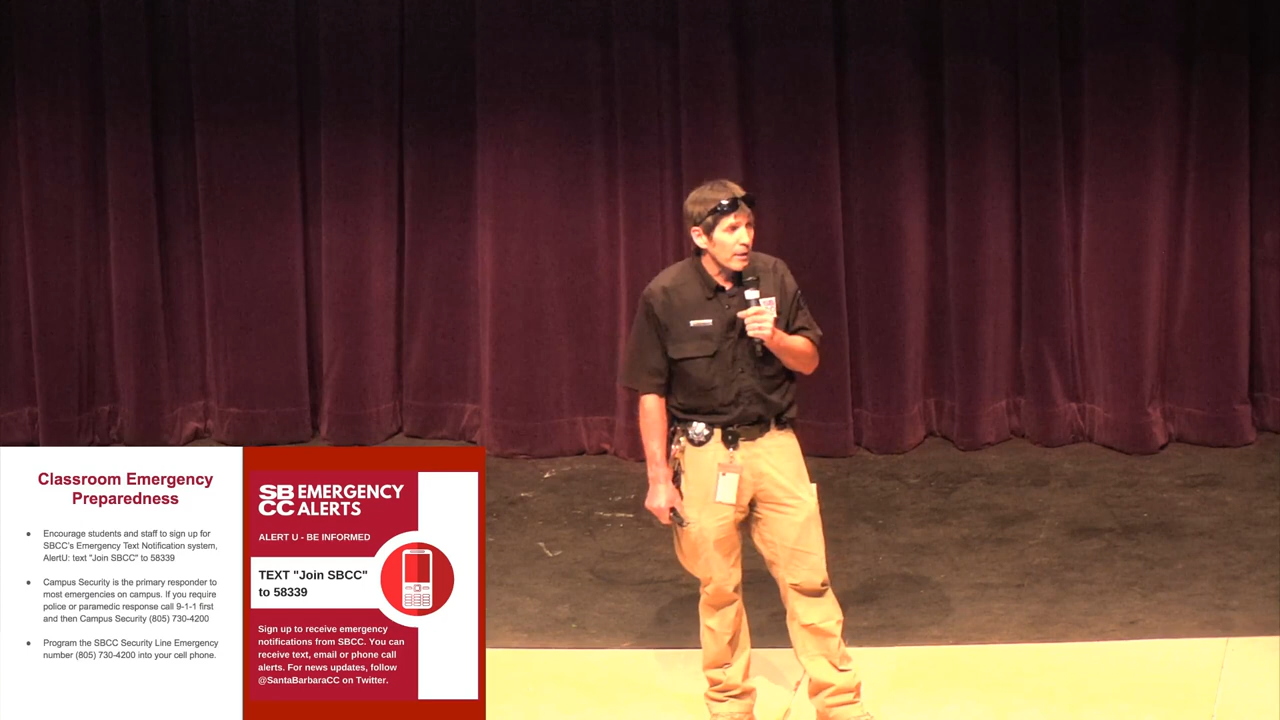 Classroom Emergency
Preparedness
● Encourage students and staff to sign up for
SBCC's Emergency Text Notification system,
AlertU: text "Join SBCC" to 58339
● Campus Security is the primary responder to
most emergencies on campus. If you require
police or paramedic response call 9-1-1 first
and then Campus Security (805) 730-4200
● Program the SBCC Security Line Emergency
number (805) 730-4200 into your cell phone.
SB EMERGENCY
CC ALERTS
ALERT U - BE INFORMED
TEXT "Join SBCC"
to 58339
Sign up to receive emergency
notifications from SBCC. You can
receive text, email or phone call
alerts. For news updates, follow
@SantaBarbaraCC on Twitter.